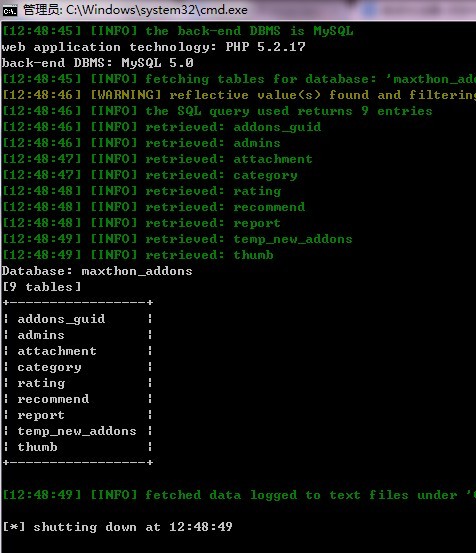 管理员: C:\Windows\system32\cmd.exe
[12:48:45] [INFO] the back-end DBMS is MySQL
web application technology: PHP 5.2.17
back-end DBMS: MySQL 5.0
[12:48:45] [INFO] fetching tables for database: 'maxthon_add
[12:48:46] [WARNING] reflective value(s) found and filtering
[12:48:46] [INFO] the SQL query used returns 9 entries
[12:48:46] [INFO] retrieved: addons_guid
[12:48:46] [INFO] retrieved: admins
[12:48:47] [INFO] retrieved: attachment
[12:48:47] [INFO] retrieved: category
[12:48:48] [INFO] retrieved: rating
[12:48:48] [INFO] retrieved: recommend
[12:48:48] [INFO] retrieved: report
[12:48:49] [INFO] retrieved: temp_new_addons
[12:48:49] [INFO] retrieved: thumb
Database: maxthon_addons
[9 tables]
+-----------------+
| addons_guid     |
| admins          |
| attachment      |
| category        |
| rating          |
| recommend       |
| report          |
| temp_new_addons |
| thumb           |
+-----------------+
[12:48:49] [INFO] fetched data logged to text files under '
[*] shutting down at 12:48:49